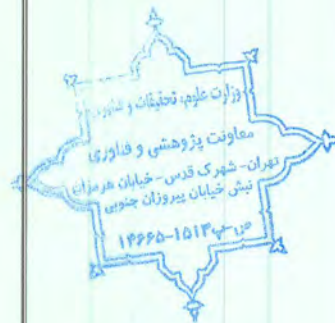 وزارت علوم، تحقیقات و فناوری
معاونت پژوهشی و فناوری
تهران-شهرک قدس-خیابان هرمزان
نبش خیابان پیروزان جنوبی
ص-پ ۱۵۱۳-۱۴۶۶۵